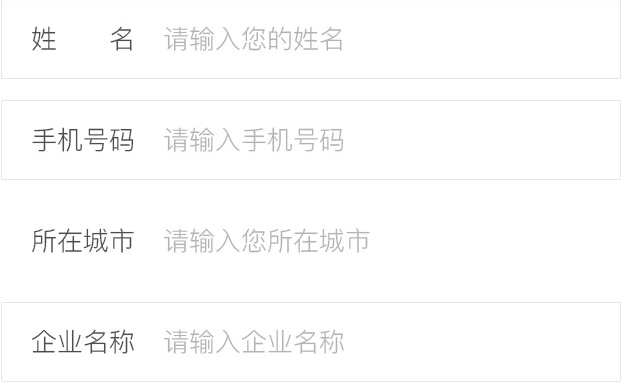 姓 名 请输入您的姓名
手机号码 请输入手机号码
所在城市 请输入您所在城市
企业名称 请输入企业名称